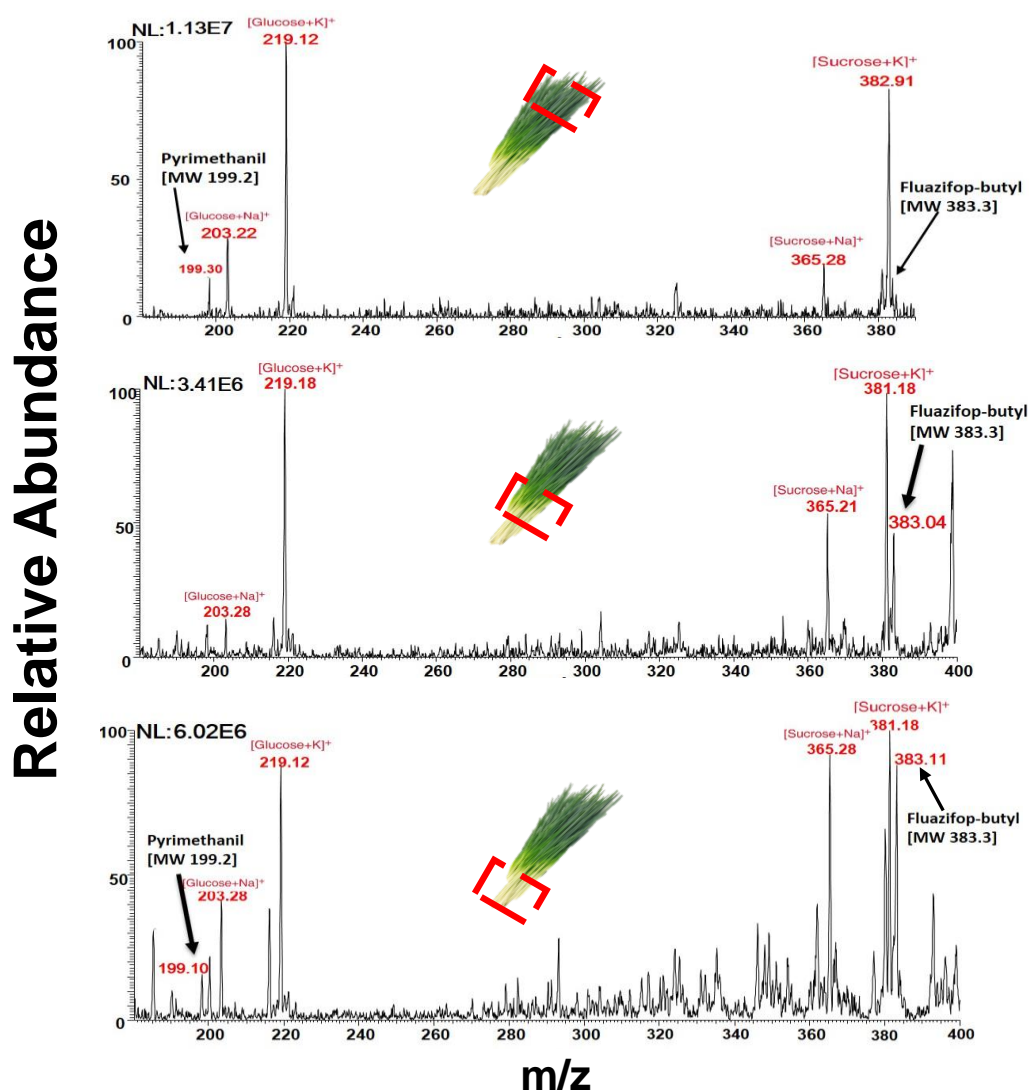 Relative Abundance
NL:1.13E7
[Glucose+K]⁺
219.12
[Sucrose+K]⁺
382.91
Pyrimethanil
[MW 199.2]
[Glucose+Na]⁺
203.22
199.30
Fluazifop-butyl
[MW 383.3]
[Sucrose+Na]⁺
365.28
100
50
0
200 220 240 260 280 300 320 340 360 380
NL:3.41E6
[Glucose+K]⁺
219.18
[Sucrose+K]⁺
381.18
Fluazifop-butyl
[MW 383.3]
[Sucrose+Na]⁺
365.21
383.04
[Glucose+Na]⁺
203.28
100
50
0
200 220 240 260 280 300 320 340 360 380 400
NL:6.02E6
[Glucose+K]⁺
219.12
[Sucrose+K]⁺
381.18
[Sucrose+Na]⁺
365.28
383.11
Fluazifop-butyl
[MW 383.3]
Pyrimethanil
[MW 199.2]
[Glucose+Na]⁺
203.28
199.10
100
50
0
200 220 240 260 280 300 320 340 360 380 400
m/z